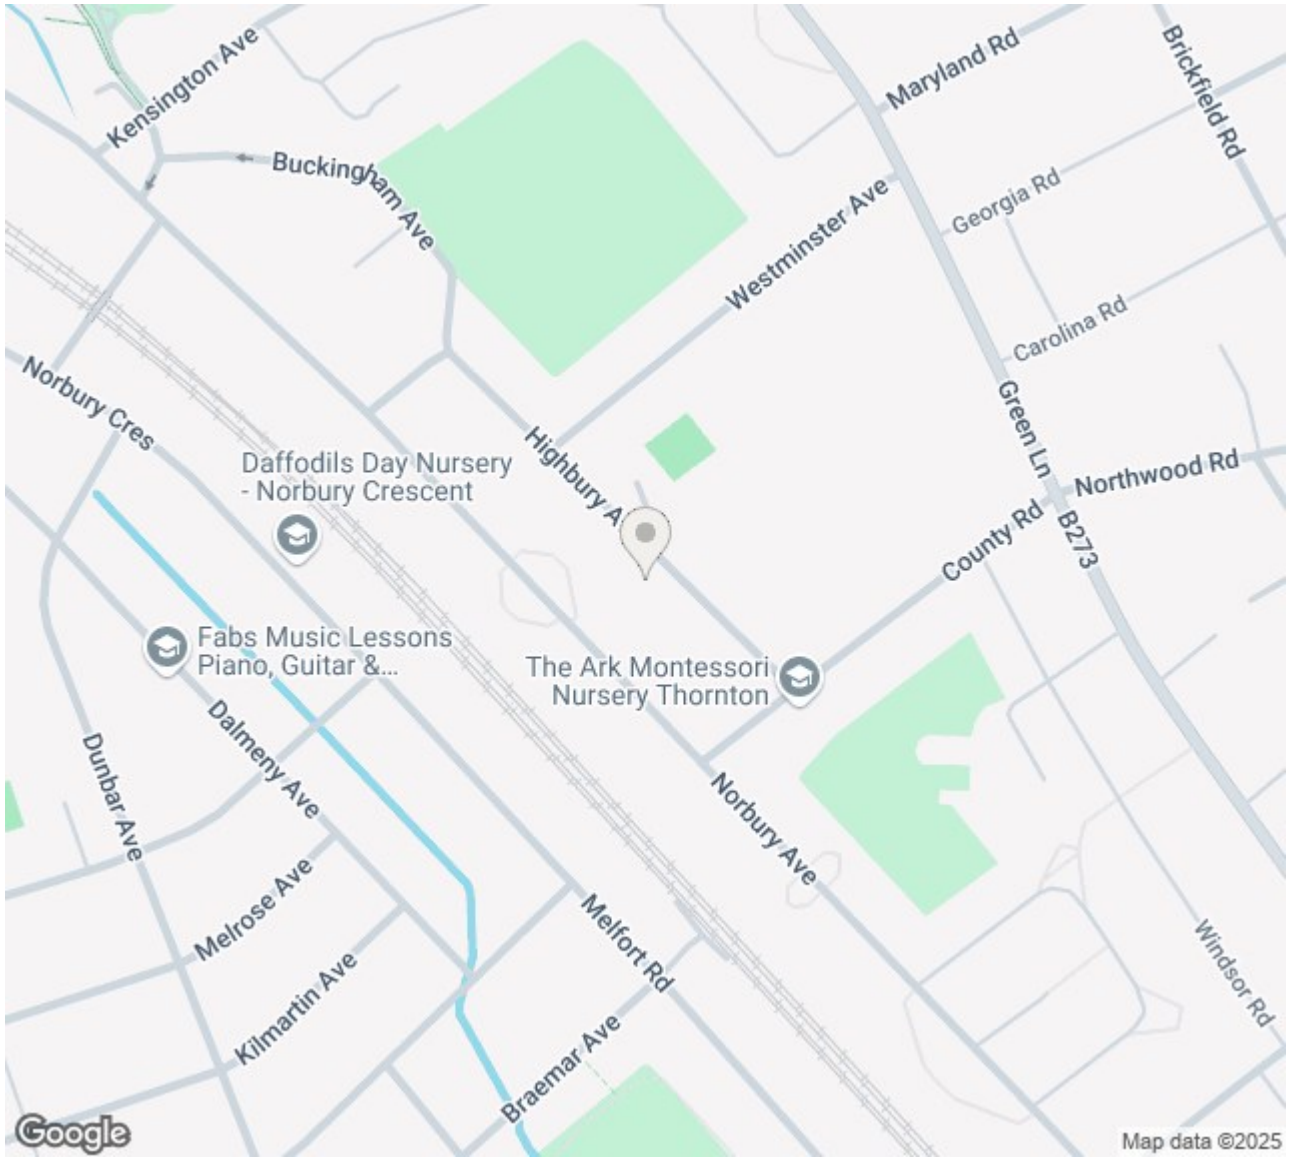 Kensington Ave
Maryland Rd
Brickfield Rd
Buckingham Ave
Westminster Ave
Georgia Rd
Carolina Rd
Norbury Cres
Green Ln
Highbury A
Daffodils Day Nursery
- Norbury Crescent
Northwood Rd
County Rd
B273
Fabs Music Lessons
Piano, Guitar &...
The Ark Montessori
Nursery Thornton
Dalmeny Ave
Dunbar Ave
Norbury Ave
Melrose Ave
Melfort Rd
Windsor Rd
Kilmartin Ave
Braemar Ave
Google
Map data ©2025